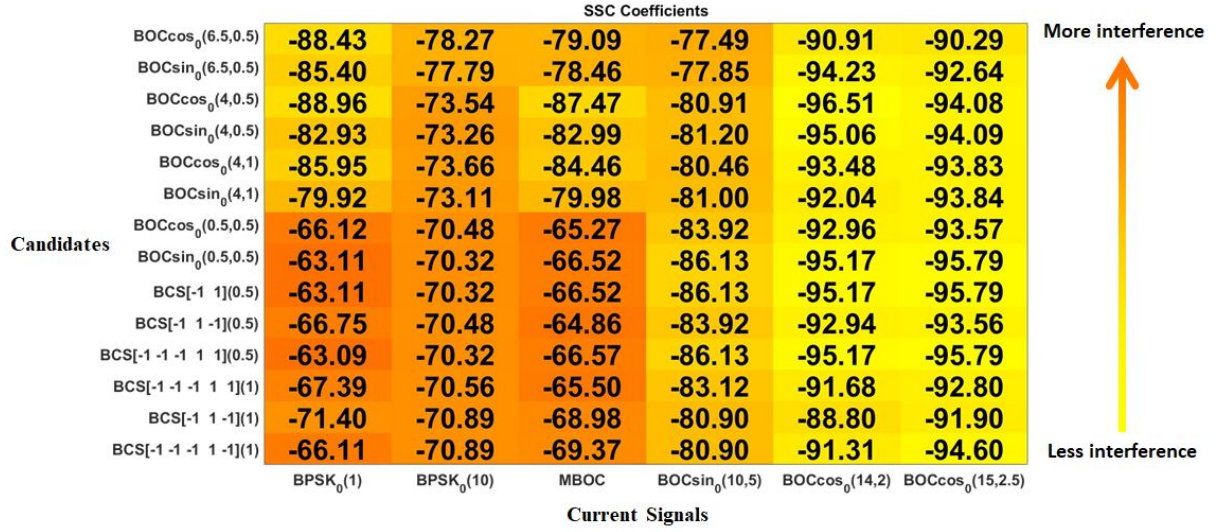 SSC Coefficients
BOCcos0(6.5,0.5) -88.43 -78.27 -79.09 -77.49 -90.91 -90.29
BOCsin0(6.5,0.5) -85.40 -77.79 -78.46 -77.85 -94.23 -92.64
BOCcos0(4,0.5) -88.96 -73.54 -87.47 -80.91 -96.51 -94.08
BOCsin0(4,0.5) -82.93 -73.26 -82.99 -81.20 -95.06 -94.09
BOCcos0(4,1) -85.95 -73.66 -84.46 -80.46 -93.48 -93.83
BOCsin0(4,1) -79.92 -73.11 -79.98 -81.00 -92.04 -93.84
BOCcos0(0.5,0.5) -66.12 -70.48 -65.27 -83.92 -92.96 -93.57
BOCsin0(0.5,0.5) -63.11 -70.32 -66.52 -86.13 -95.17 -95.79
BCS[-1 1](0.5) -63.11 -70.32 -66.52 -86.13 -95.17 -95.79
BCS[-1 1 -1](0.5) -66.75 -70.48 -64.86 -83.92 -92.94 -93.56
BCS[-1 -1 -1 1 1](0.5) -63.09 -70.32 -66.57 -86.13 -95.17 -95.79
BCS[-1 -1 -1 1 1](1) -67.39 -70.56 -65.50 -83.12 -91.68 -92.80
BCS[-1 1 -1](1) -71.40 -70.89 -68.98 -80.90 -88.80 -91.90
BCS[-1 -1 -1 1 -1](1) -66.11 -70.89 -69.37 -80.90 -91.31 -94.60
BPSK0(1) BPSK0(10) MBOC BOCsin0(10,5) BOCcos0(14,2) BOCcos0(15,2.5)
Candidates
Current Signals
More interference
Less interference